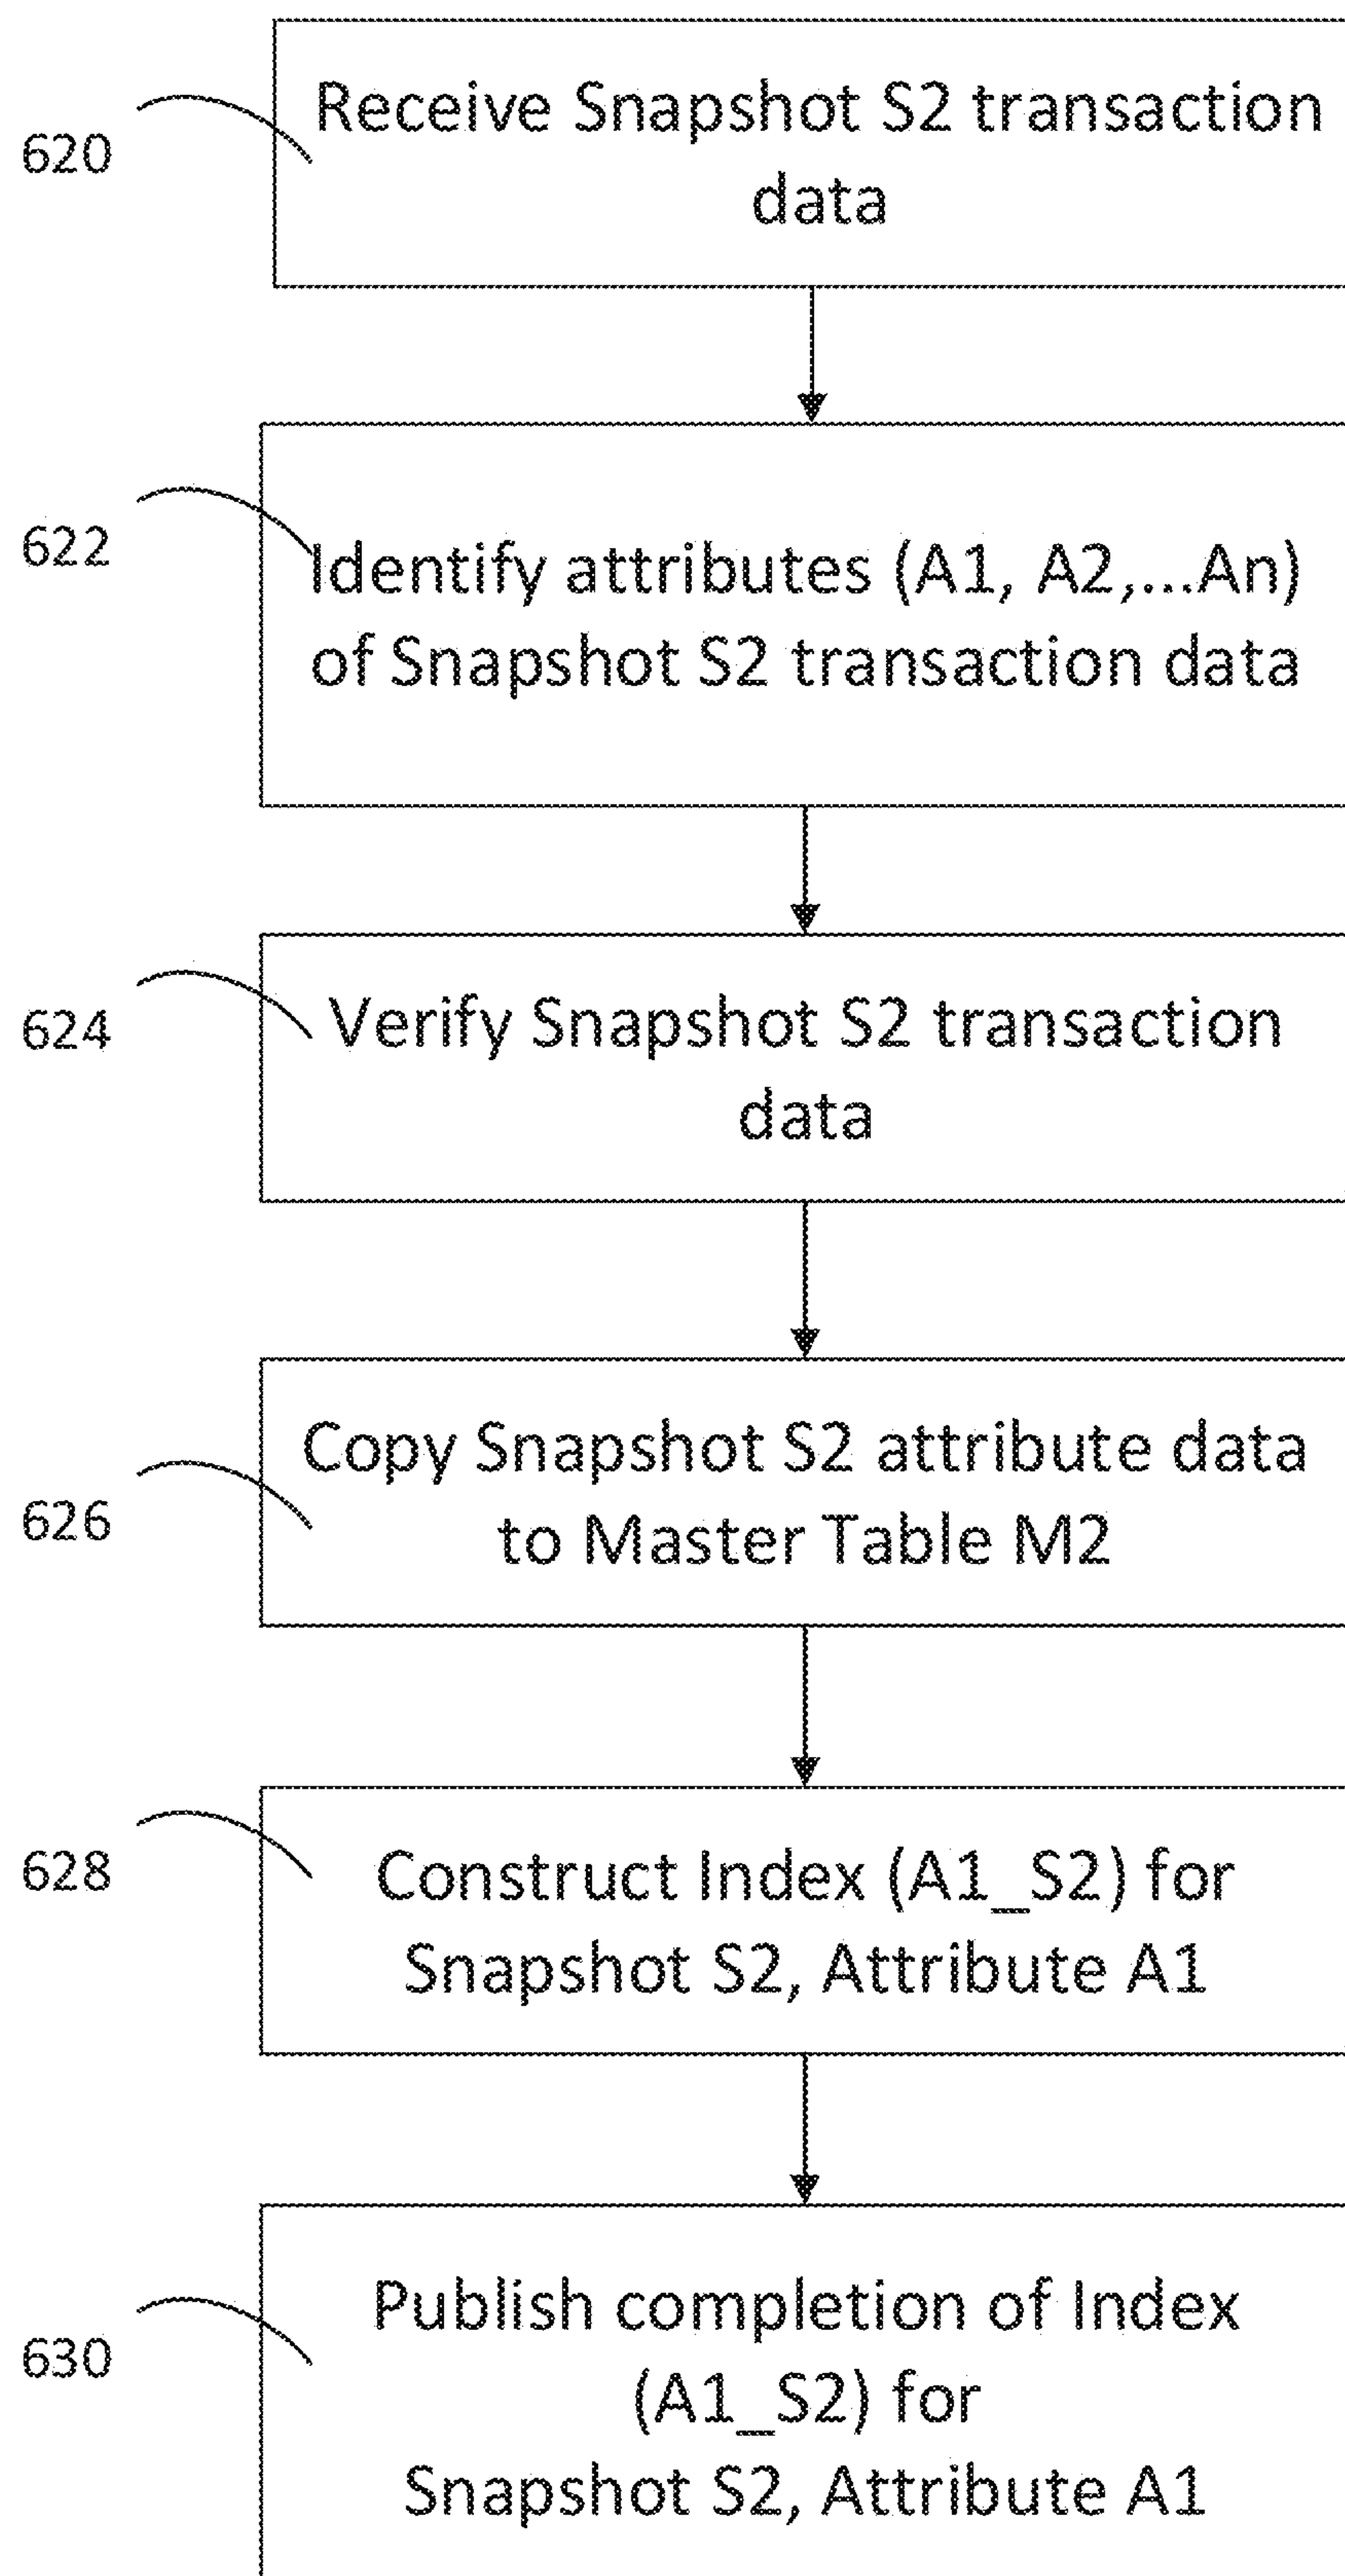 620
Receive Snapshot S2 transaction
data
622
Identify attributes (A1, A2,...An)
of Snapshot S2 transaction data
624
Verify Snapshot S2 transaction
data
626
Copy Snapshot S2 attribute data
to Master Table M2
628
Construct Index (A1_S2) for
Snapshot S2, Attribute A1
630
Publish completion of Index
(A1_S2) for
Snapshot S2, Attribute A1